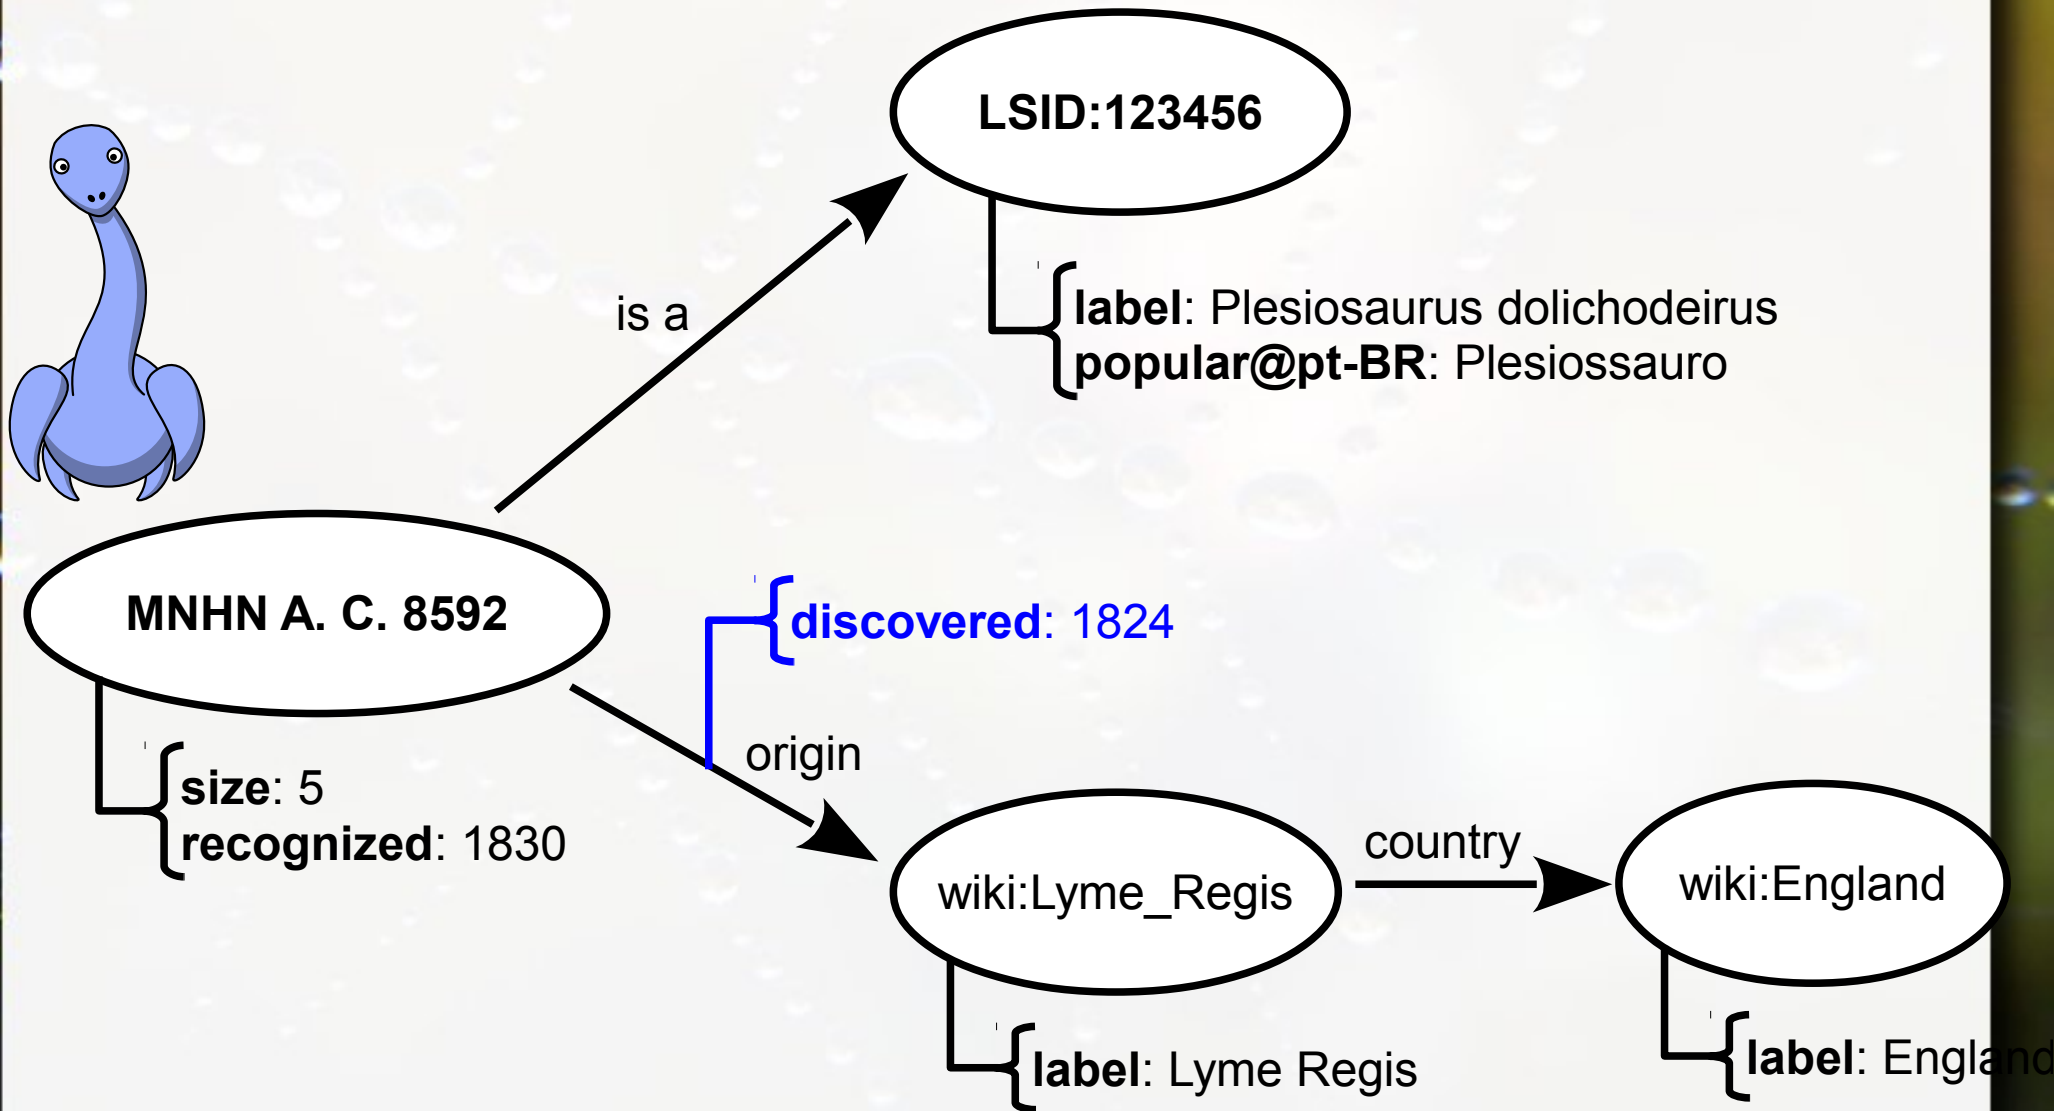 LSID:123456
label: Plesiosaurus dolichodeirus
popular@pt-BR: Plesiossauro
is a
MNHN A. C. 8592
size: 5
recognized: 1830
discovered: 1824
origin
wiki:Lyme_Regis
label: Lyme Regis
country
wiki:England
label: England